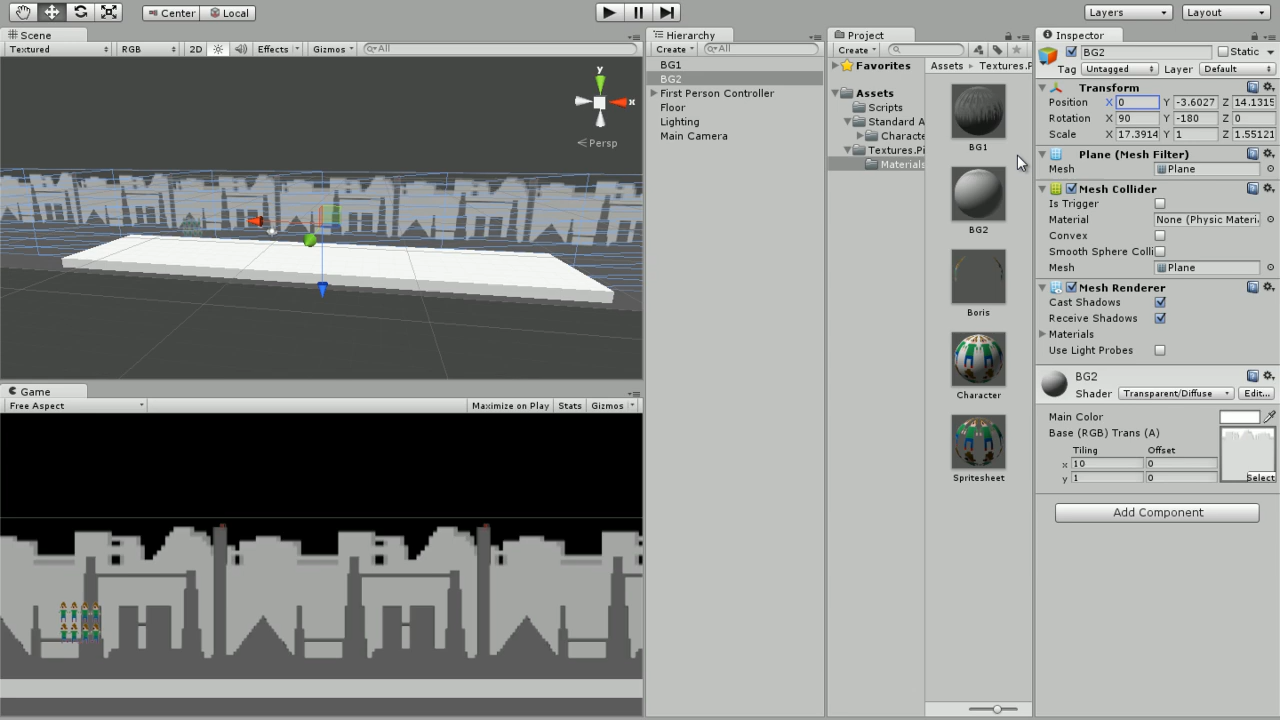 Center Local Layers Layout
Scene
Textured RGB 2D Effects Gizmos All
y
x
Persp
Game
Free Aspect Maximize on Play Stats Gizmos
Hierarchy
Create All
BG1
BG2
First Person Controller
Floor
Lighting
Main Camera
Project
Create
Favorites
Assets
Scripts
Standard A
Characte
Textures.Pi
Materials
Assets Textures.P
BG1
BG2
Boris
Character
Spritesheet
Inspector
BG2 Static
Tag Untagged Layer Default
Transform
Position X 0 Y -3.6027 Z 14.1315
Rotation X 90 Y -180 Z 0
Scale X 17.3914 Y 1 Z 1.55121
Plane (Mesh Filter)
Mesh Plane
Mesh Collider
Is Trigger
Material None (Physic Materi
Convex
Smooth Sphere Colli
Mesh Plane
Mesh Renderer
Cast Shadows
Receive Shadows
Materials
Use Light Probes
BG2
Shader Transparent/Diffuse Edit...
Main Color
Base (RGB) Trans (A)
Tiling Offset
x 10 0
y 1 0
Select
Add Component